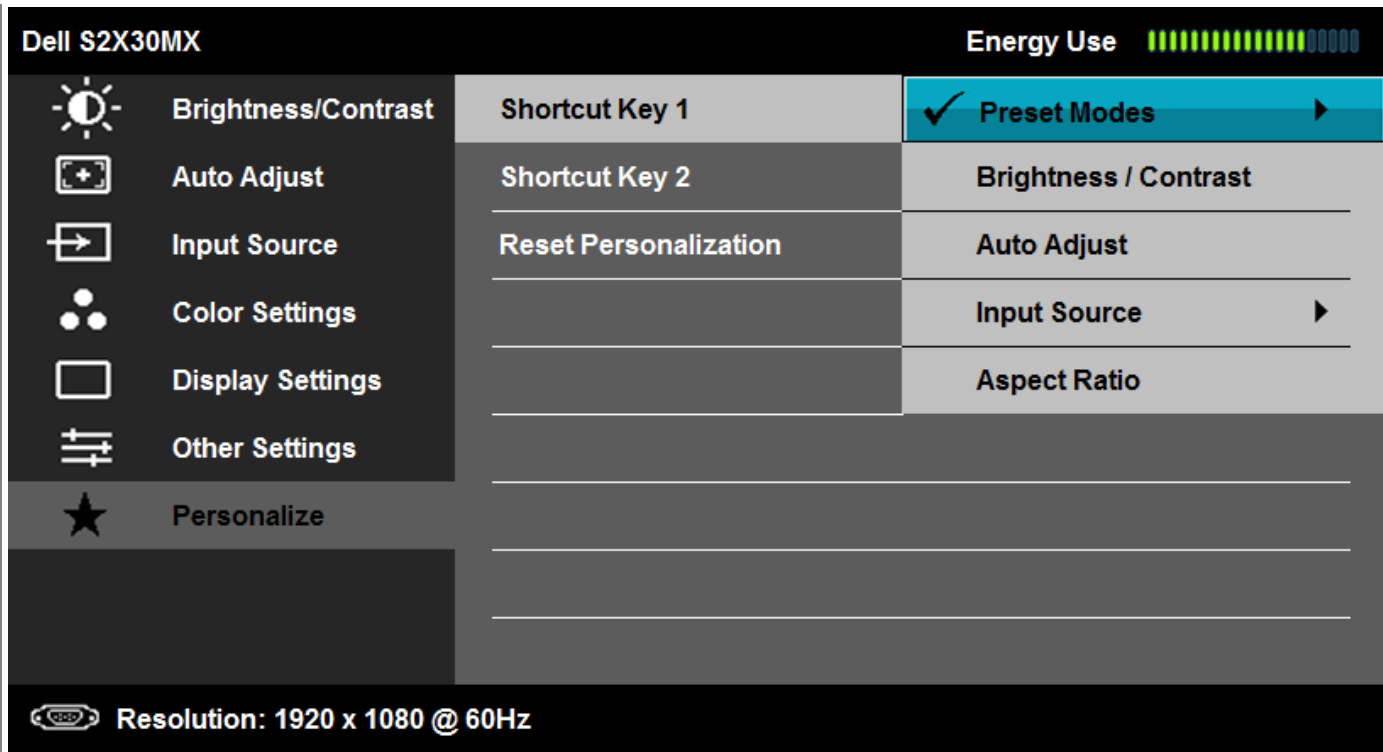 Dell S2X30MX Energy Use
Brightness/Contrast Shortcut Key 1 Preset Modes
Auto Adjust Shortcut Key 2 Brightness / Contrast
Input Source Reset Personalization Auto Adjust
Color Settings Input Source
Display Settings Aspect Ratio
Other Settings
Personalize
Resolution: 1920 x 1080 @ 60Hz